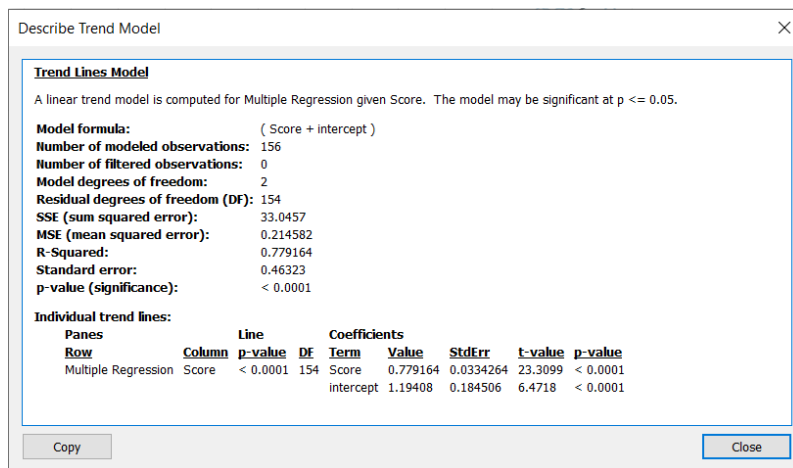 Describe Trend Model
Trend Lines Model
A linear trend model is computed for Multiple Regression given Score. The model may be significant at p <= 0.05.
Model formula: ( Score + intercept )
Number of modeled observations: 156
Number of filtered observations: 0
Model degrees of freedom: 2
Residual degrees of freedom (DF): 154
SSE (sum squared error): 33.0457
MSE (mean squared error): 0.214582
R-Squared: 0.779164
Standard error: 0.46323
p-value (significance): < 0.0001
Individual trend lines:
Panes Line Coefficients
Row Column p-value DF Term Value StdErr t-value p-value
Multiple Regression Score < 0.0001 154 Score 0.779164 0.0334264 23.3099 < 0.0001
intercept 1.19408 0.184506 6.4718 < 0.0001
Copy Close